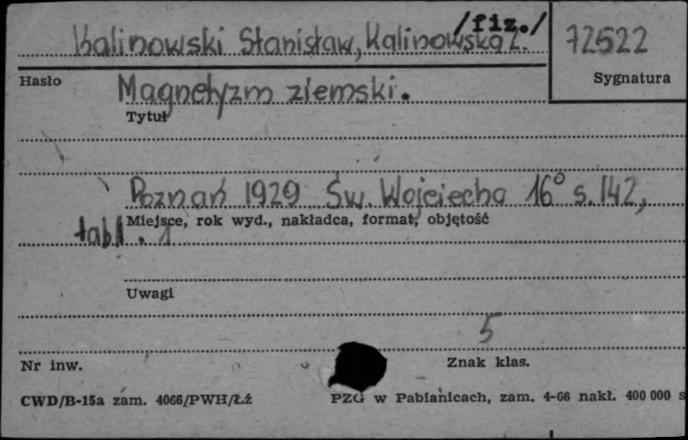 /fiz./
Kalinowski Stanisław, Kalinowska Z. 72522
Hasło Sygnatura
Magnetyzm ziemski.
Tytuł
Poznań 1929 Św. Wojciecha 16° s. 142,
Miejsce, rok wyd., nakładca, format, objętość
tabl. 1
Uwagi
5
Nr inw. Znak klas.
CWD/B-15a zam. 4066/PWH/Łź PZG w Pabianicach, zam. 4-66 nakł. 400 000 s